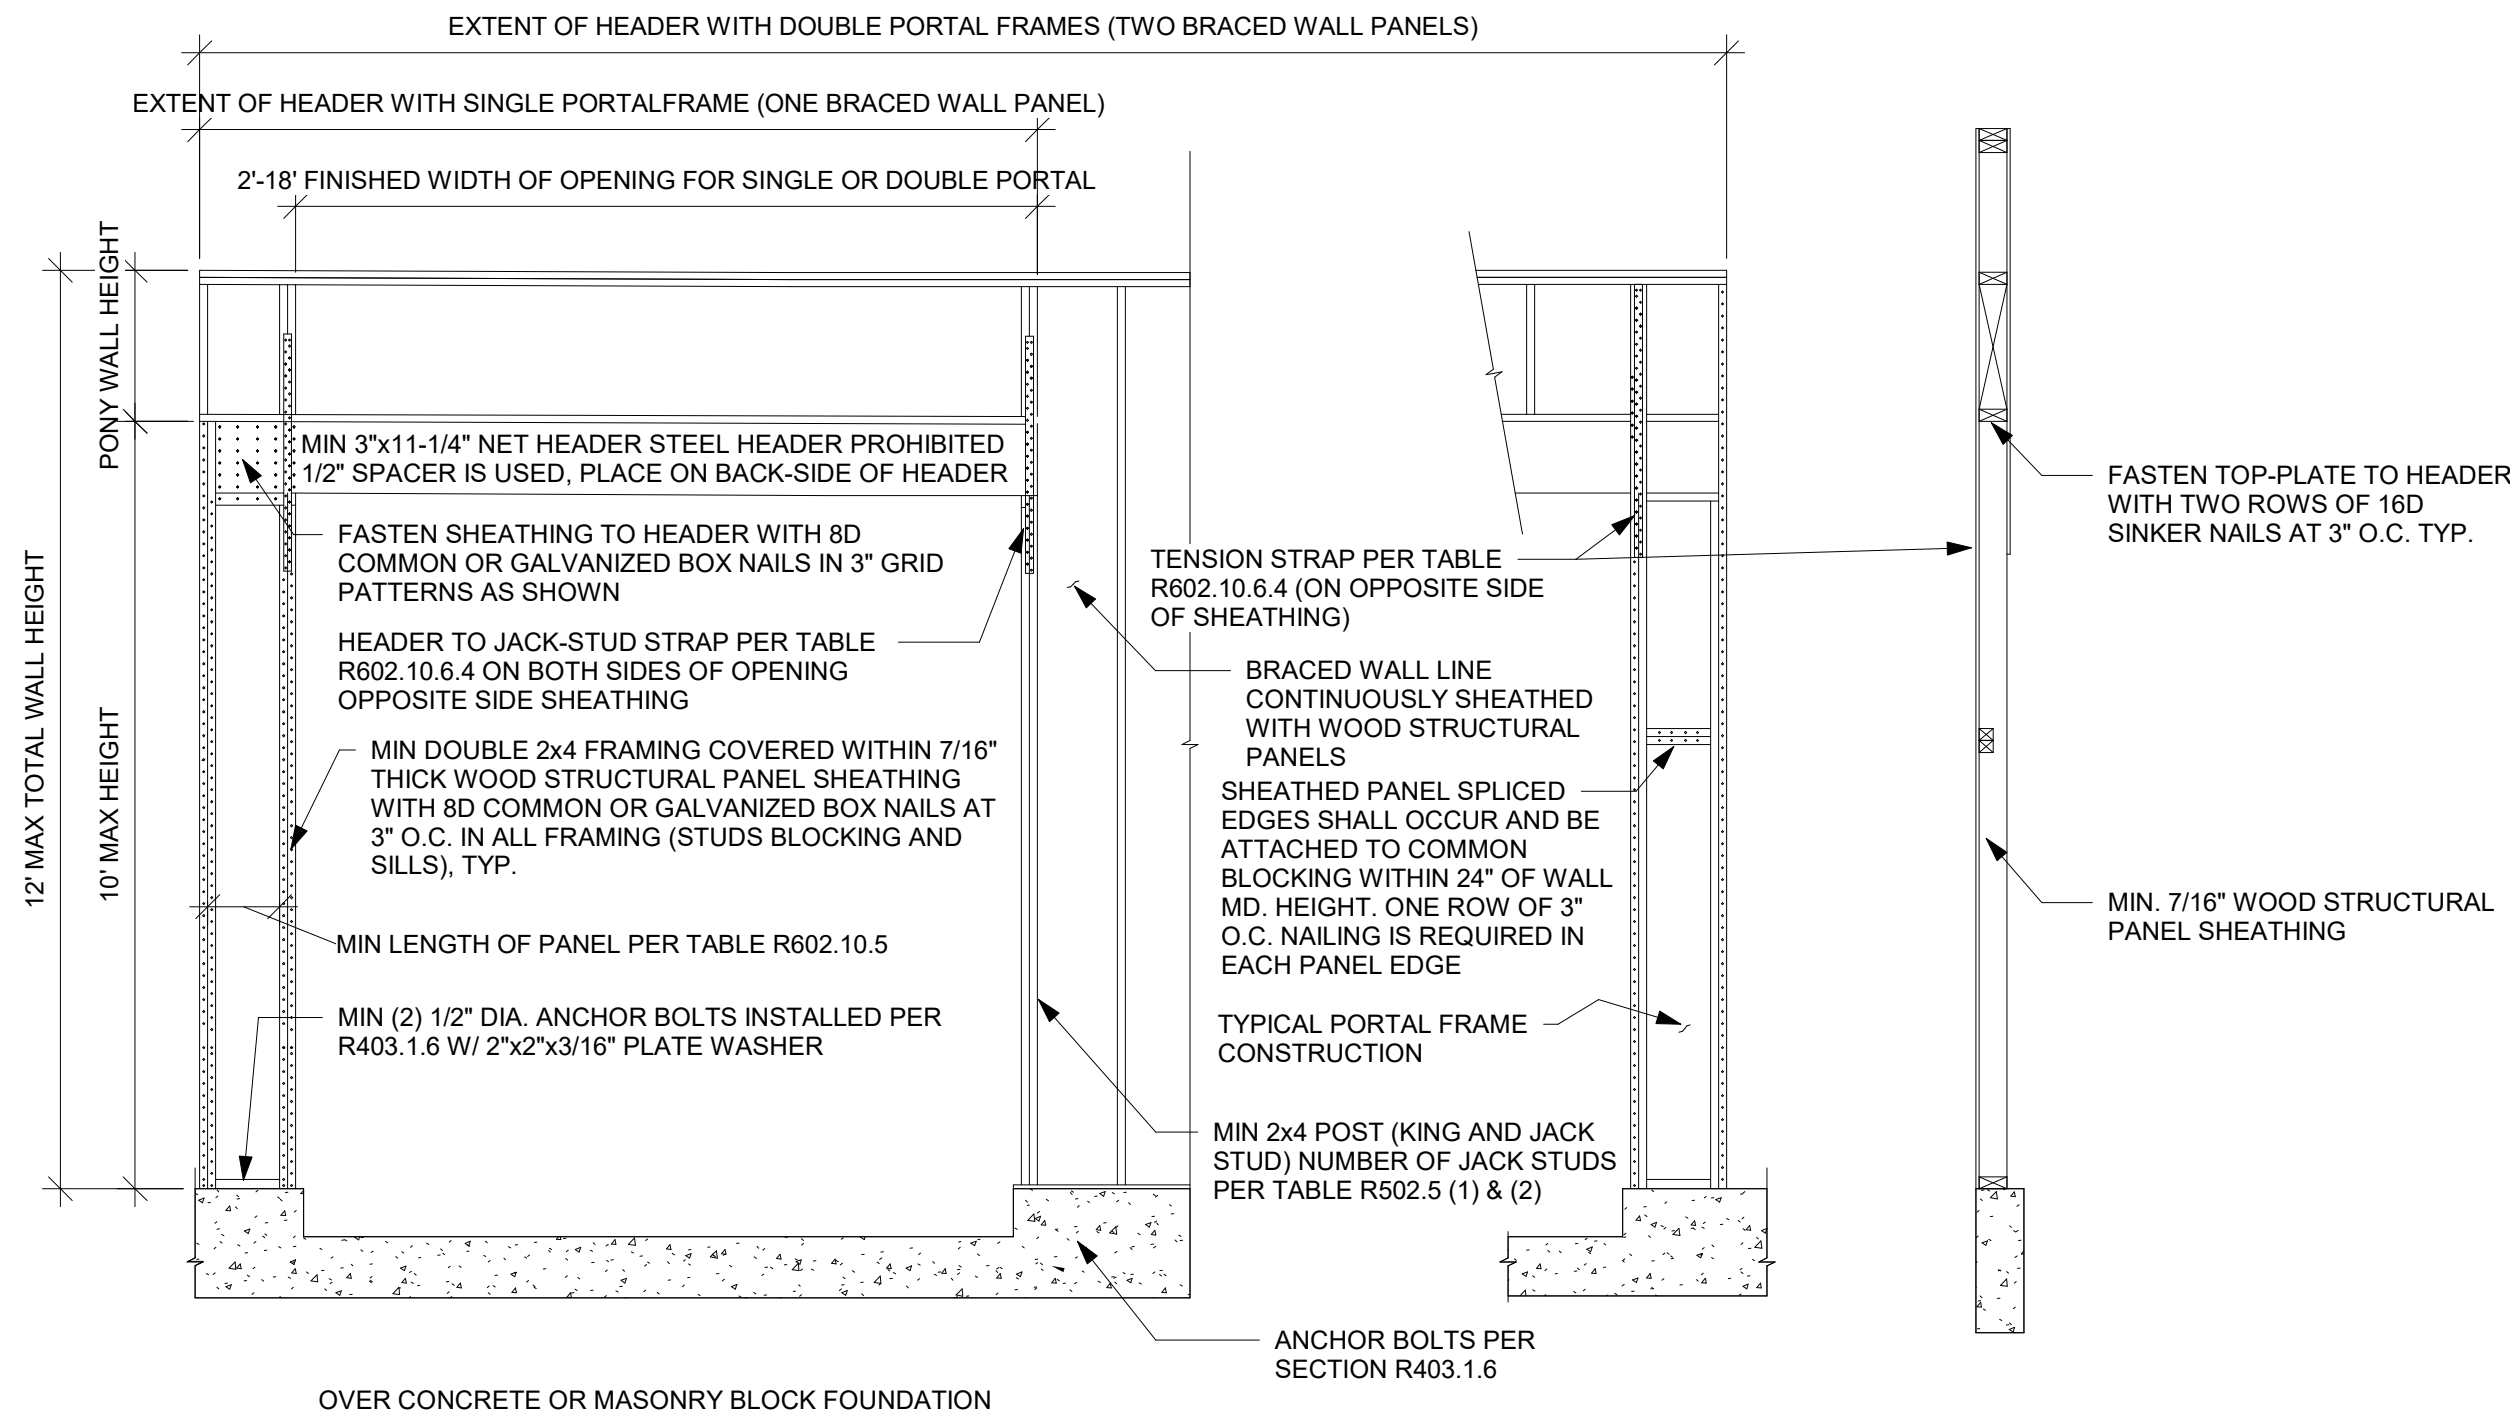 EXTENT OF HEADER WITH DOUBLE PORTAL FRAMES (TWO BRACED WALL PANELS)
EXTENT OF HEADER WITH SINGLE PORTALFRAME (ONE BRACED WALL PANEL)
2'-18' FINISHED WIDTH OF OPENING FOR SINGLE OR DOUBLE PORTAL
PONY WALL HEIGHT
12' MAX TOTAL WALL HEIGHT
10' MAX HEIGHT
MIN 3"x11-1/4" NET HEADER STEEL HEADER PROHIBITED
1/2" SPACER IS USED, PLACE ON BACK-SIDE OF HEADER
FASTEN SHEATHING TO HEADER WITH 8D
COMMON OR GALVANIZED BOX NAILS IN 3" GRID
PATTERNS AS SHOWN
HEADER TO JACK-STUD STRAP PER TABLE
R602.10.6.4 ON BOTH SIDES OF OPENING
OPPOSITE SIDE SHEATHING
MIN DOUBLE 2x4 FRAMING COVERED WITHIN 7/16"
THICK WOOD STRUCTURAL PANEL SHEATHING
WITH 8D COMMON OR GALVANIZED BOX NAILS AT
3" O.C. IN ALL FRAMING (STUDS BLOCKING AND
SILLS), TYP.
MIN LENGTH OF PANEL PER TABLE R602.10.5
MIN (2) 1/2" DIA. ANCHOR BOLTS INSTALLED PER
R403.1.6 W/ 2"x2"x3/16" PLATE WASHER
TENSION STRAP PER TABLE
R602.10.6.4 (ON OPPOSITE SIDE
OF SHEATHING)
BRACED WALL LINE
CONTINUOUSLY SHEATHED
WITH WOOD STRUCTURAL
PANELS
SHEATHED PANEL SPLICED
EDGES SHALL OCCUR AND BE
ATTACHED TO COMMON
BLOCKING WITHIN 24" OF WALL
MD. HEIGHT. ONE ROW OF 3"
O.C. NAILING IS REQUIRED IN
EACH PANEL EDGE
TYPICAL PORTAL FRAME
CONSTRUCTION
MIN 2x4 POST (KING AND JACK
STUD) NUMBER OF JACK STUDS
PER TABLE R502.5 (1) & (2)
ANCHOR BOLTS PER
SECTION R403.1.6
FASTEN TOP-PLATE TO HEADER
WITH TWO ROWS OF 16D
SINKER NAILS AT 3" O.C. TYP.
MIN. 7/16" WOOD STRUCTURAL
PANEL SHEATHING
OVER CONCRETE OR MASONRY BLOCK FOUNDATION